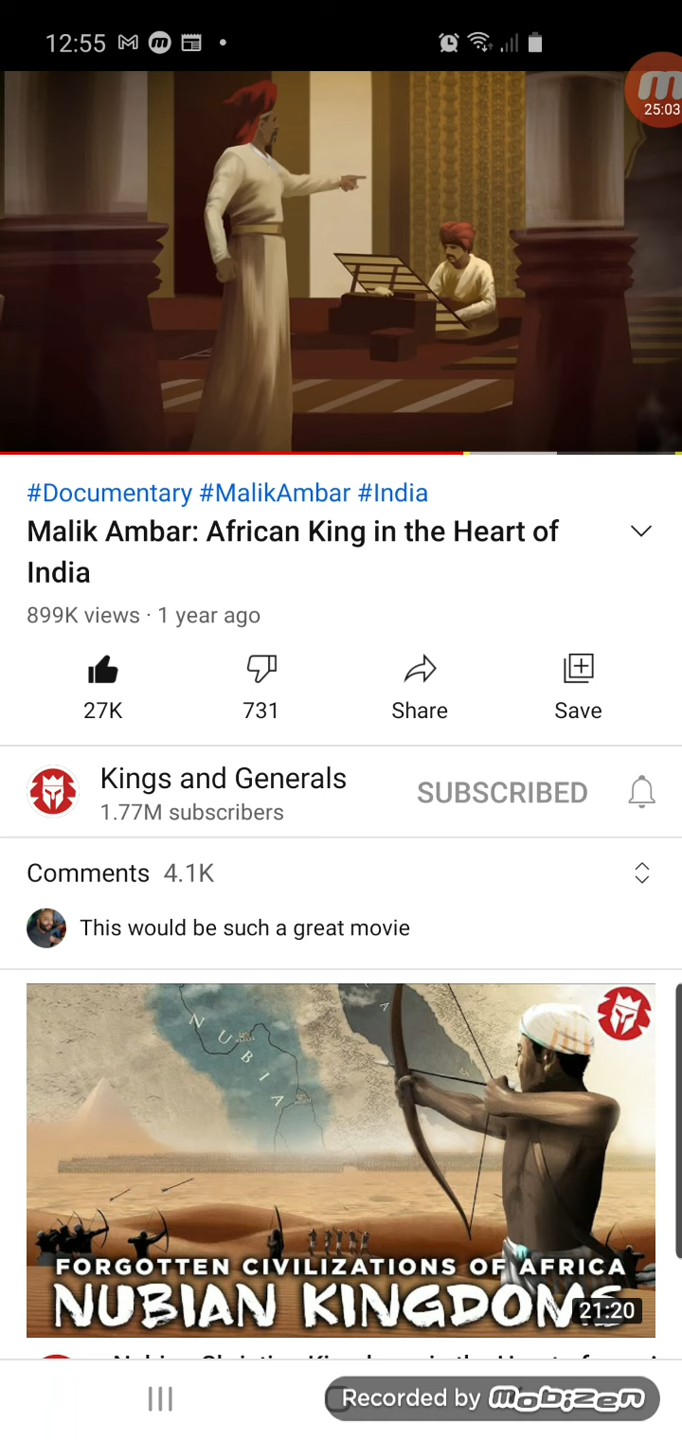 12:55
25:03
#Documentary #MalikAmbar #India
Malik Ambar: African King in the Heart of
India
899K views · 1 year ago
27K
731
Share
Save
Kings and Generals
SUBSCRIBED
1.77M subscribers
Comments 4.1K
This would be such a great movie
NUBIA
FORGOTTEN CIVILIZATIONS OF AFRICA
NUBIAN KINGDOMS
21:20
Recorded by mobizen